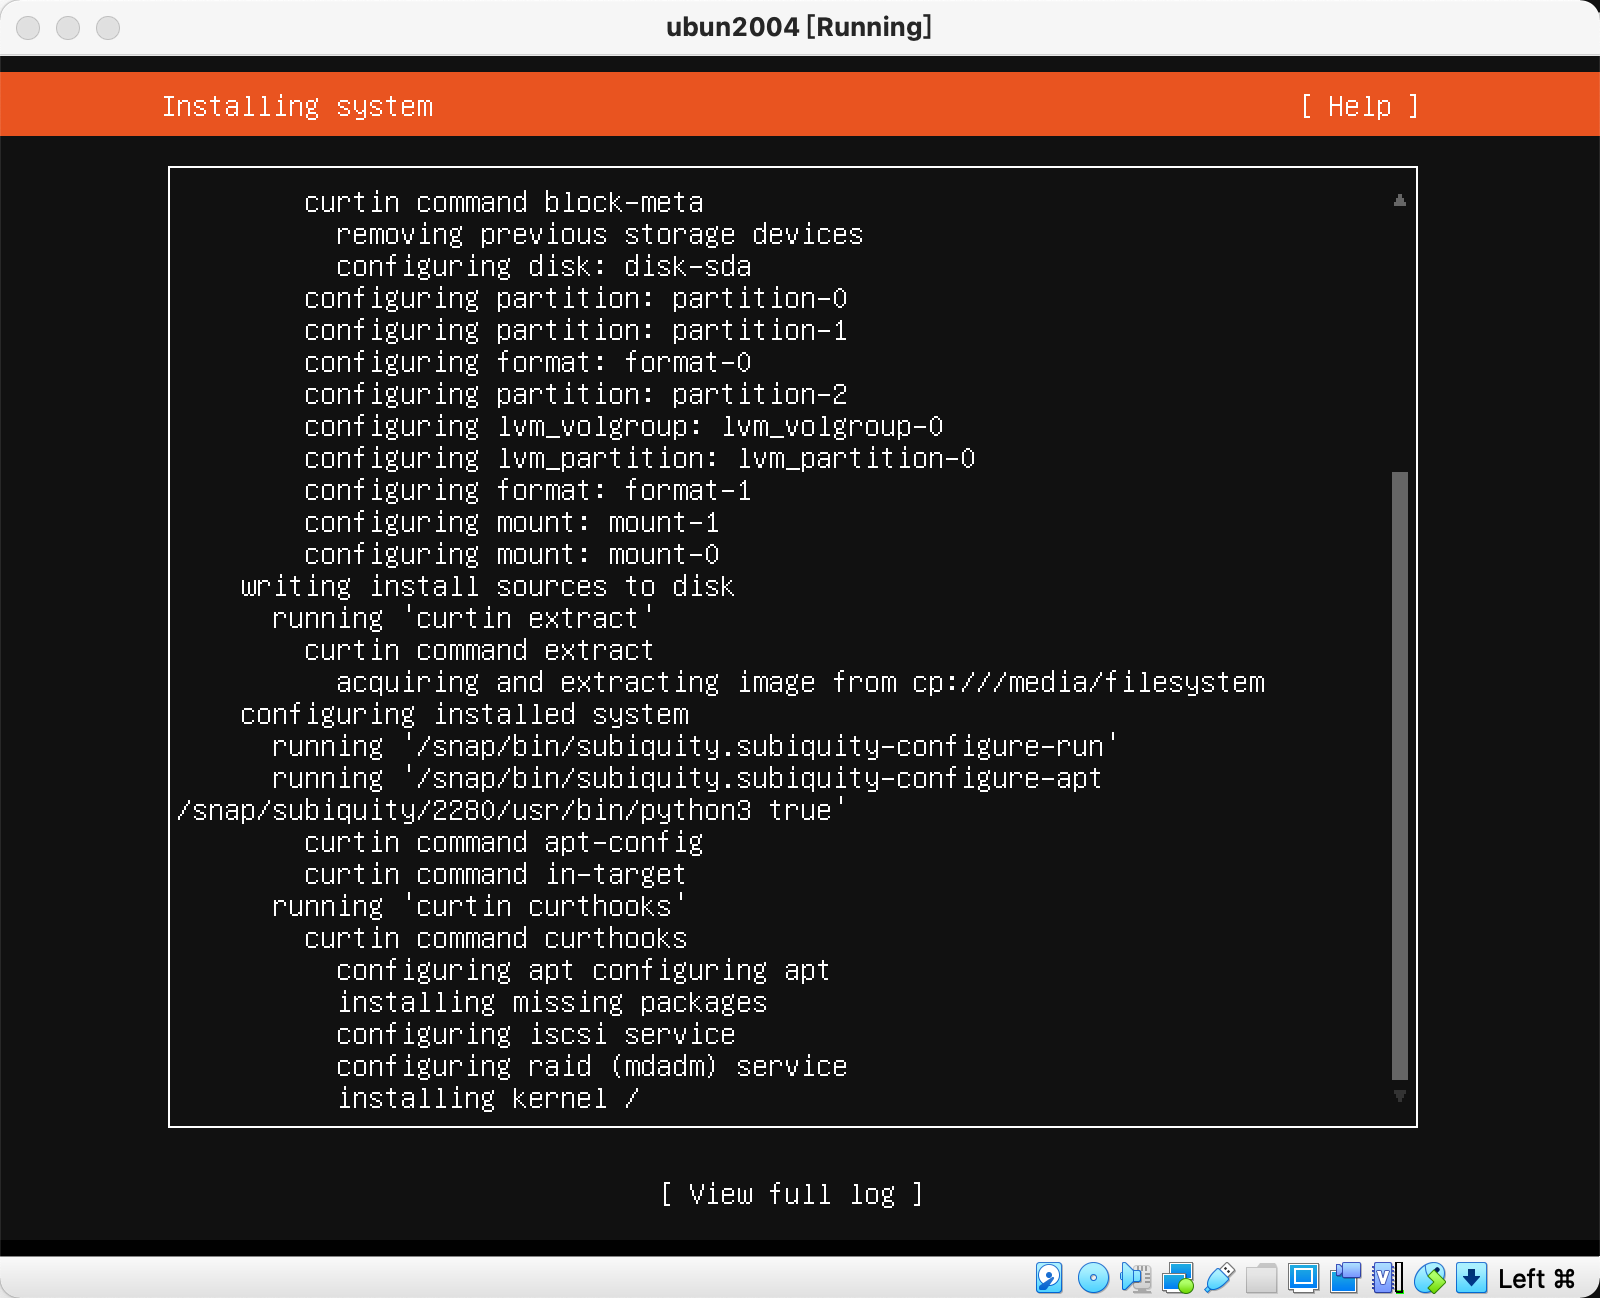 ubun2004 [Running]
Installing system [ Help ]
curtin command block-meta
removing previous storage devices
configuring disk: disk-sda
configuring partition: partition-0
configuring partition: partition-1
configuring format: format-0
configuring partition: partition-2
configuring lvm_volgroup: lvm_volgroup-0
configuring lvm_partition: lvm_partition-0
configuring format: format-1
configuring mount: mount-1
configuring mount: mount-0
writing install sources to disk
running 'curtin extract'
curtin command extract
acquiring and extracting image from cp:///media/filesystem
configuring installed system
running '/snap/bin/subiquity.subiquity-configure-run'
running '/snap/bin/subiquity.subiquity-configure-apt
/snap/subiquity/2280/usr/bin/python3 true'
curtin command apt-config
curtin command in-target
running 'curtin curthooks'
curtin command curthooks
configuring apt configuring apt
installing missing packages
configuring iscsi service
configuring raid (mdadm) service
installing kernel /
[ View full log ]
Left ⌘